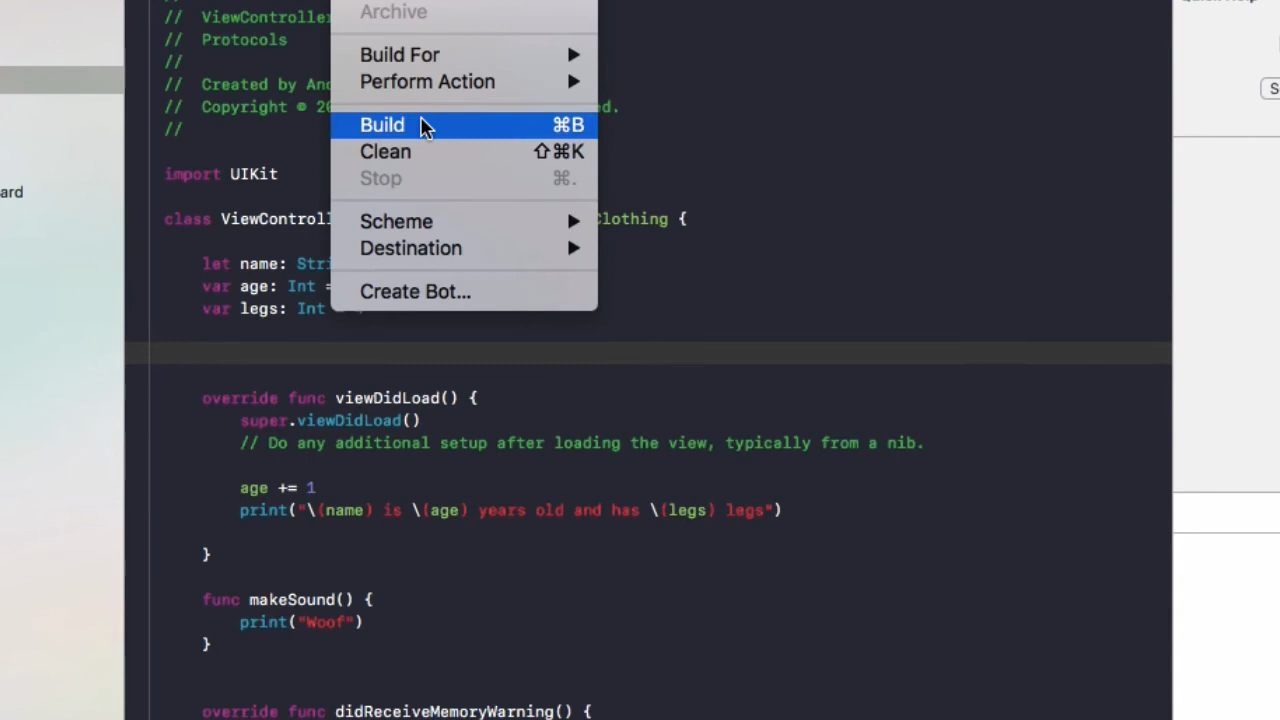 //  ViewController
//  Protocols
//
//  Created by
//  Copyright © ed.
//
import UIKit
class ViewControll Clothing {
let name: Stri
var age: Int =
var legs: Int
override func viewDidLoad() {
super.viewDidLoad()
// Do any additional setup after loading the view, typically from a nib.
age += 1
print("\(name) is \(age) years old and has \(legs) legs")
}
func makeSound() {
print("Woof")
}
override func didReceiveMemoryWarning() {
Archive
Build For
Perform Action
Build ⌘B
Clean ⇧⌘K
Stop ⌘.
Scheme
Destination
Create Bot...
ard